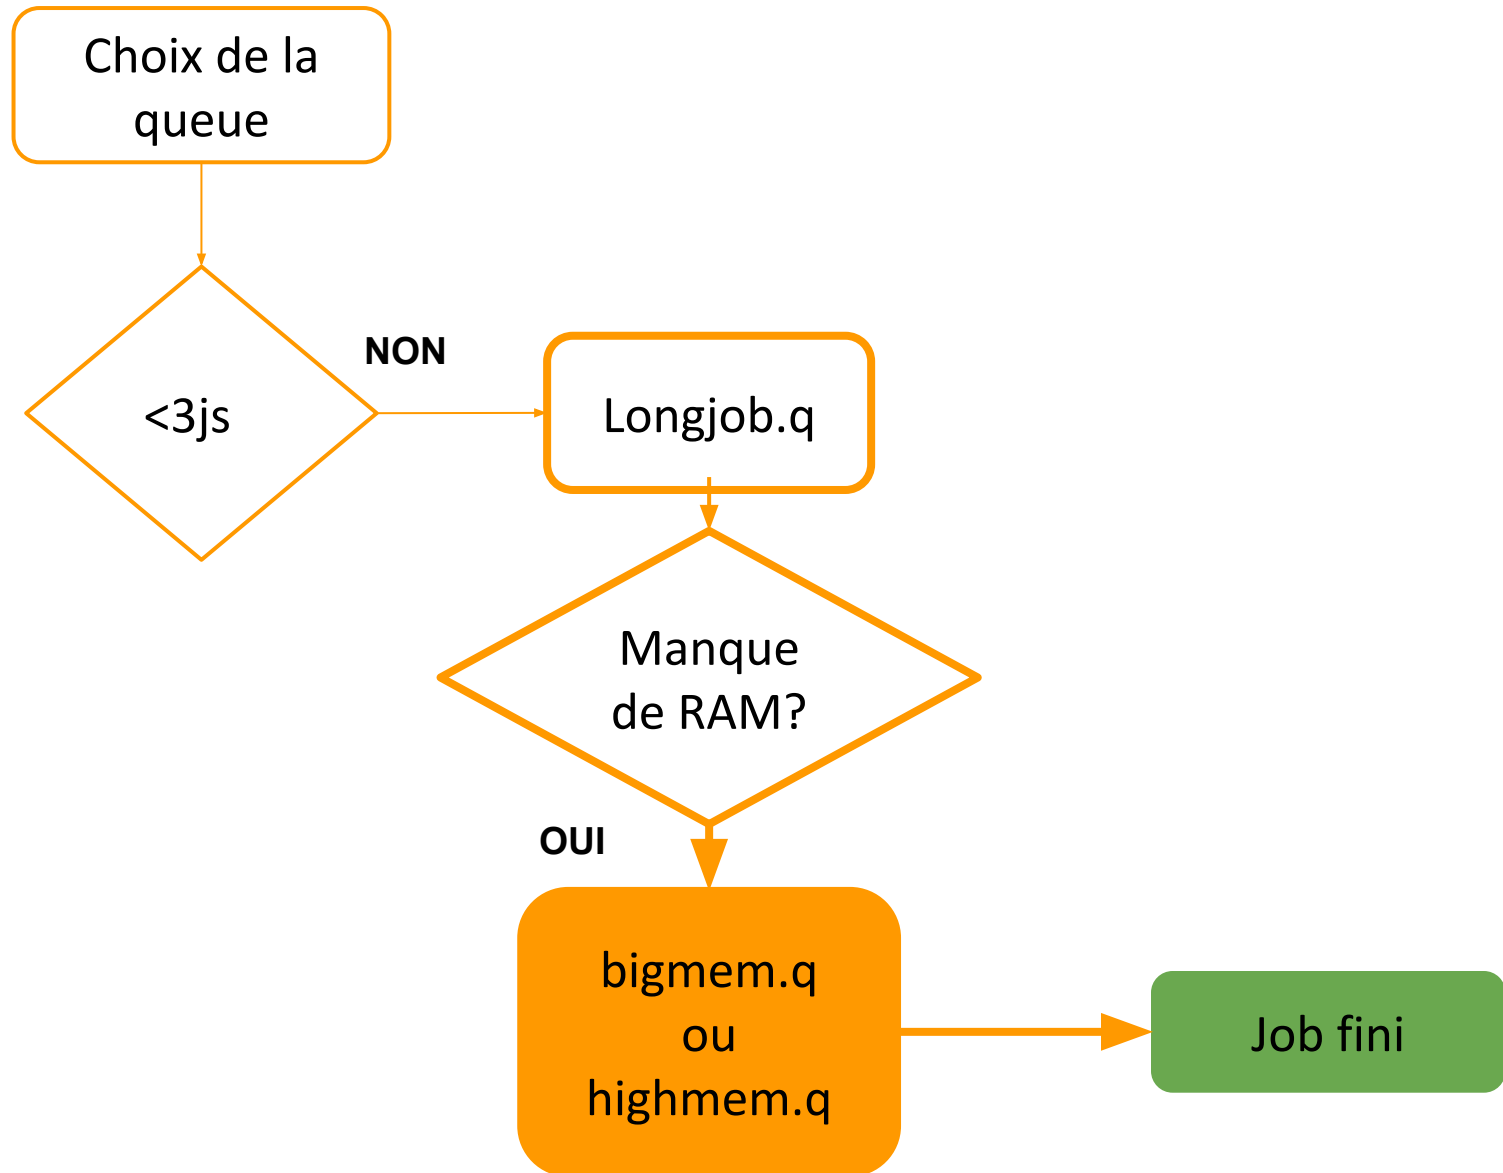 Choix de la
queue
<3js
NON
Longjob.q
Manque
de RAM?
OUI
bigmem.q
ou
highmem.q
Job fini